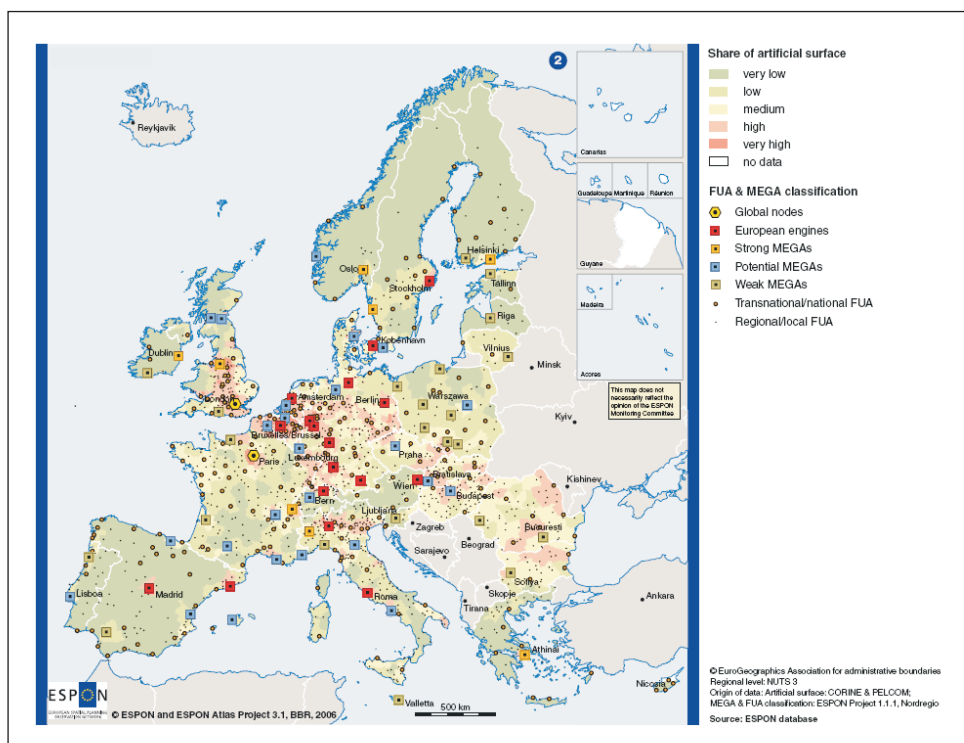 2
Share of artificial surface
very low
low
medium
high
very high
no data
FUA & MEGA classification
Global nodes
European engines
Strong MEGAs
Potential MEGAs
Weak MEGAs
Transnational/national FUA
Regional/local FUA
Canarias
Guadeloupe Martinique Réunion
Guyane
Madeira
Acores
This map does not
necessarily reflect the
opinion of the ESPON
Monitoring Committee
Reykjavik
Helsinki
Oslo
Stockholm
Tallinn
Riga
Dublin
København
Vilnius
Minsk
London
Amsterdam
Berlin
Warszawa
Bruxelles/Brussel
Kyiv
Paris
Luxembourg
Praha
Kishinev
Wien
Bratislava
Bern
Budapest
Ljubljana
Zagreb
Bucuresti
Beograd
Sarajevo
Sofiya
Skopje
Lisboa
Madrid
Roma
Tirana
Ankara
Athinai
Nicosia
Valletta
ESPON
© ESPON and ESPON Atlas Project 3.1, BBR, 2006
500 km
© EuroGeographics Association for administrative boundaries
Regional level: NUTS 3
Origin of data: Artificial surface: CORINE & PELCOM;
MEGA & FUA classification: ESPON Project 1.1.1, Nordregio
Source: ESPON database